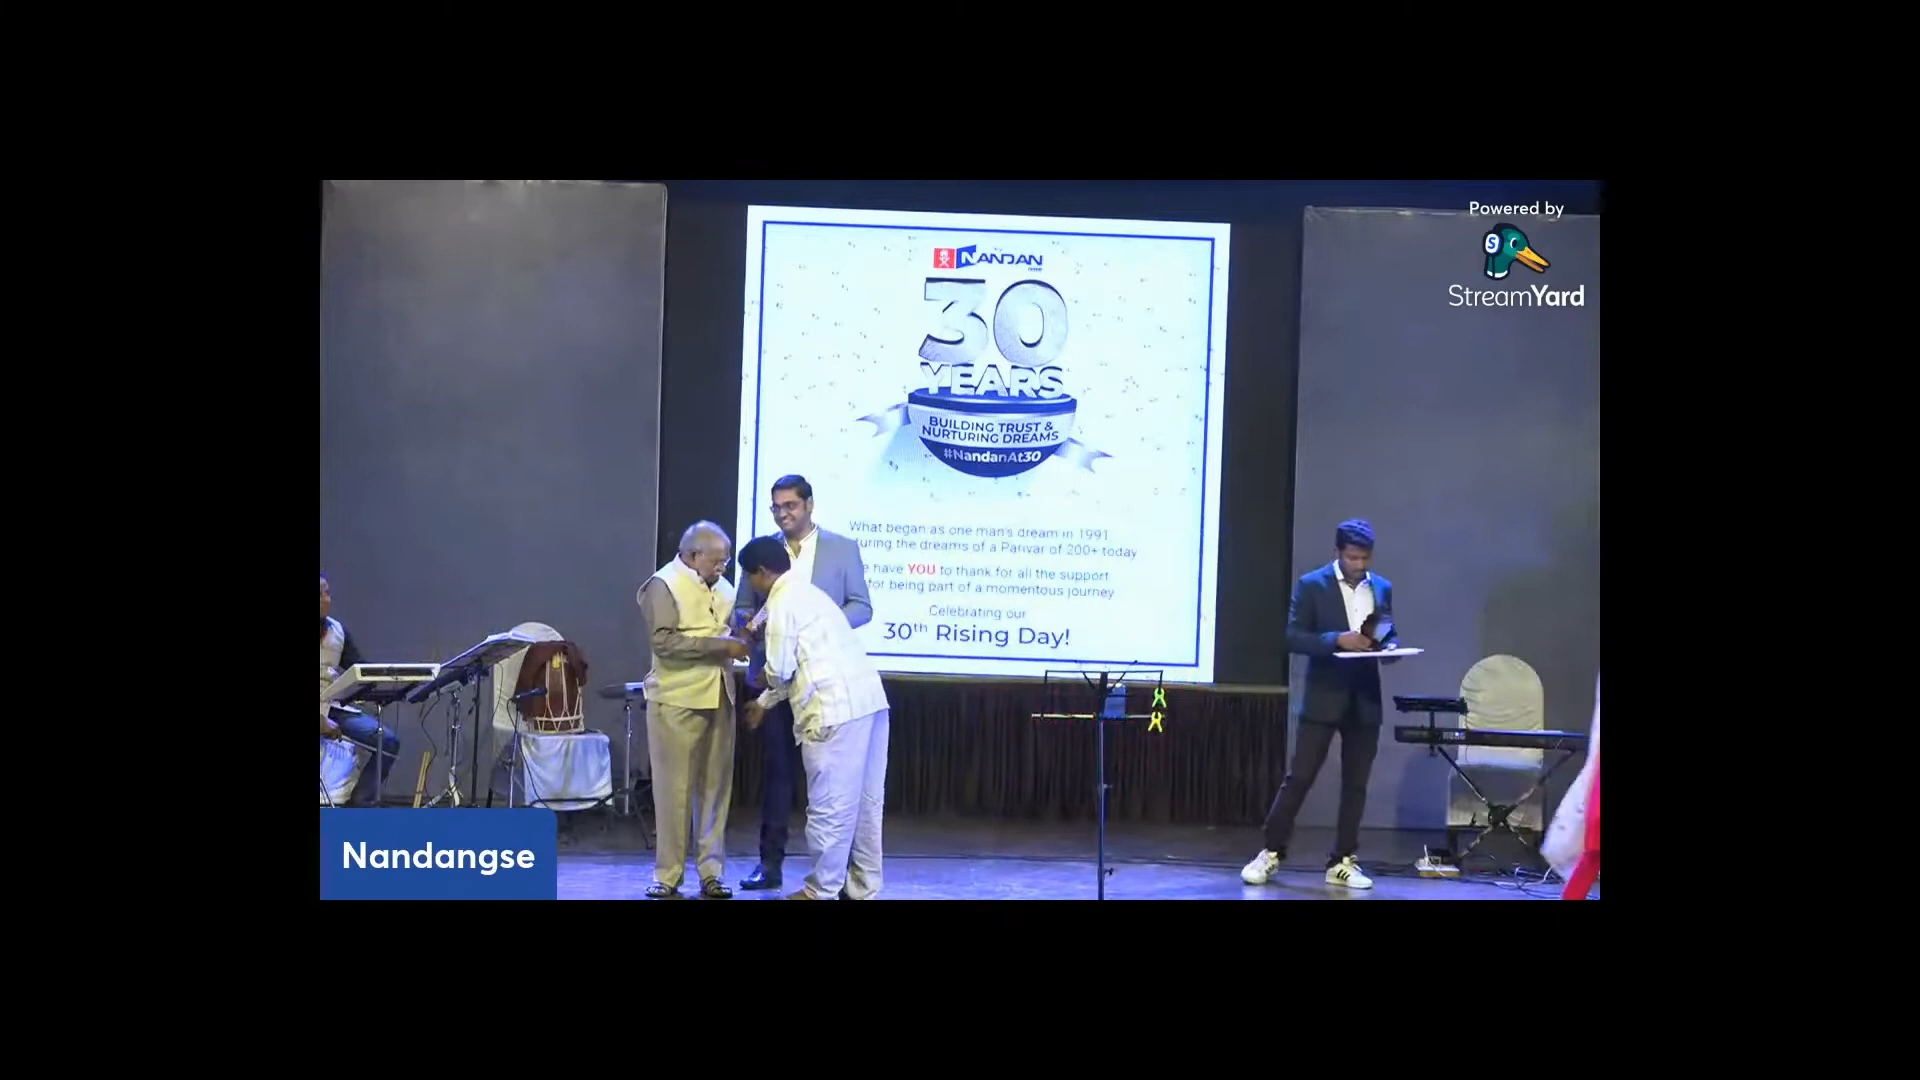 Powered by
S
StreamYard
NANDAN
30
YEARS
BUILDING TRUST &
NURTURING DREAMS
#NandanAt30
What began as one man's dream in 1991
the dreams of a Parivar of 200+ today
have YOU to thank for all the support
for being part of a momentous journey
Celebrating our
30th Rising Day!
Nandangse